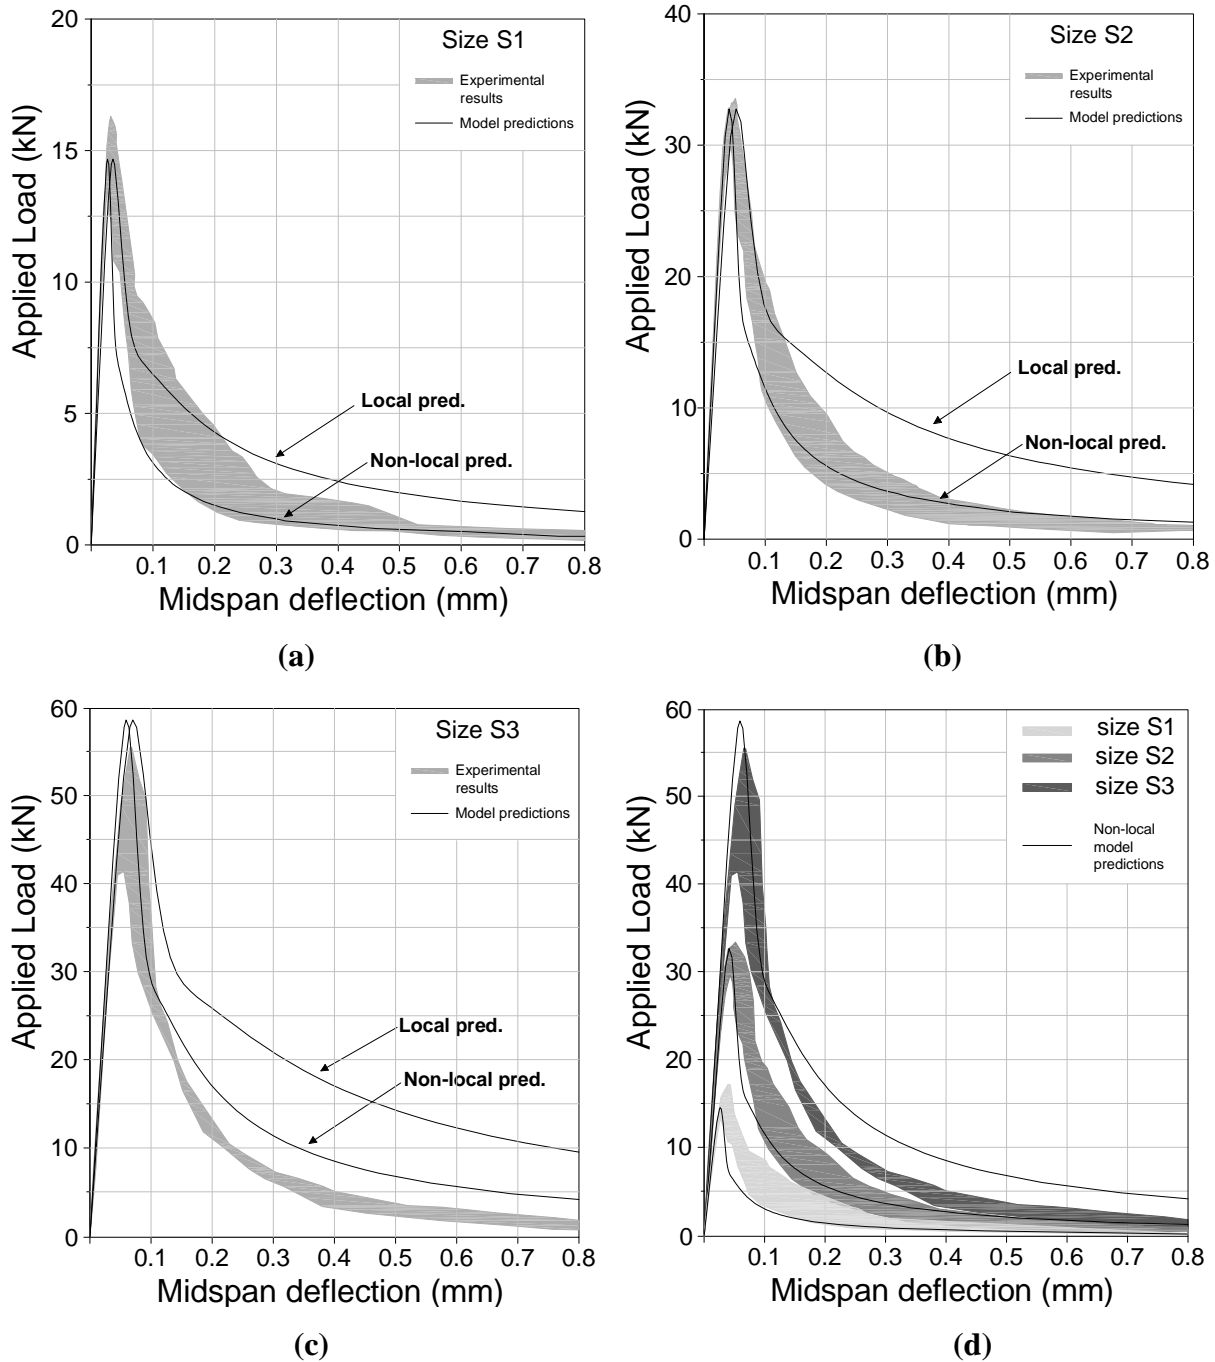 Size S1
Experimental
results
Model predictions
Applied Load (kN)
20
15
10
5
0
Local pred.
Non-local pred.
0.1 0.2 0.3 0.4 0.5 0.6 0.7 0.8
Midspan deflection (mm)
(a)
Size S2
Experimental
results
Model predictions
Applied Load (kN)
40
30
20
10
0
Local pred.
Non-local pred.
0.1 0.2 0.3 0.4 0.5 0.6 0.7 0.8
Midspan deflection (mm)
(b)
Size S3
Experimental
results
Model predictions
Applied Load (kN)
60
50
40
30
20
10
0
Local pred.
Non-local pred.
0.1 0.2 0.3 0.4 0.5 0.6 0.7 0.8
Midspan deflection (mm)
(c)
size S1
size S2
size S3
Non-local
model
predictions
Applied Load (kN)
60
50
40
30
20
10
0
0.1 0.2 0.3 0.4 0.5 0.6 0.7 0.8
Midspan deflection (mm)
(d)